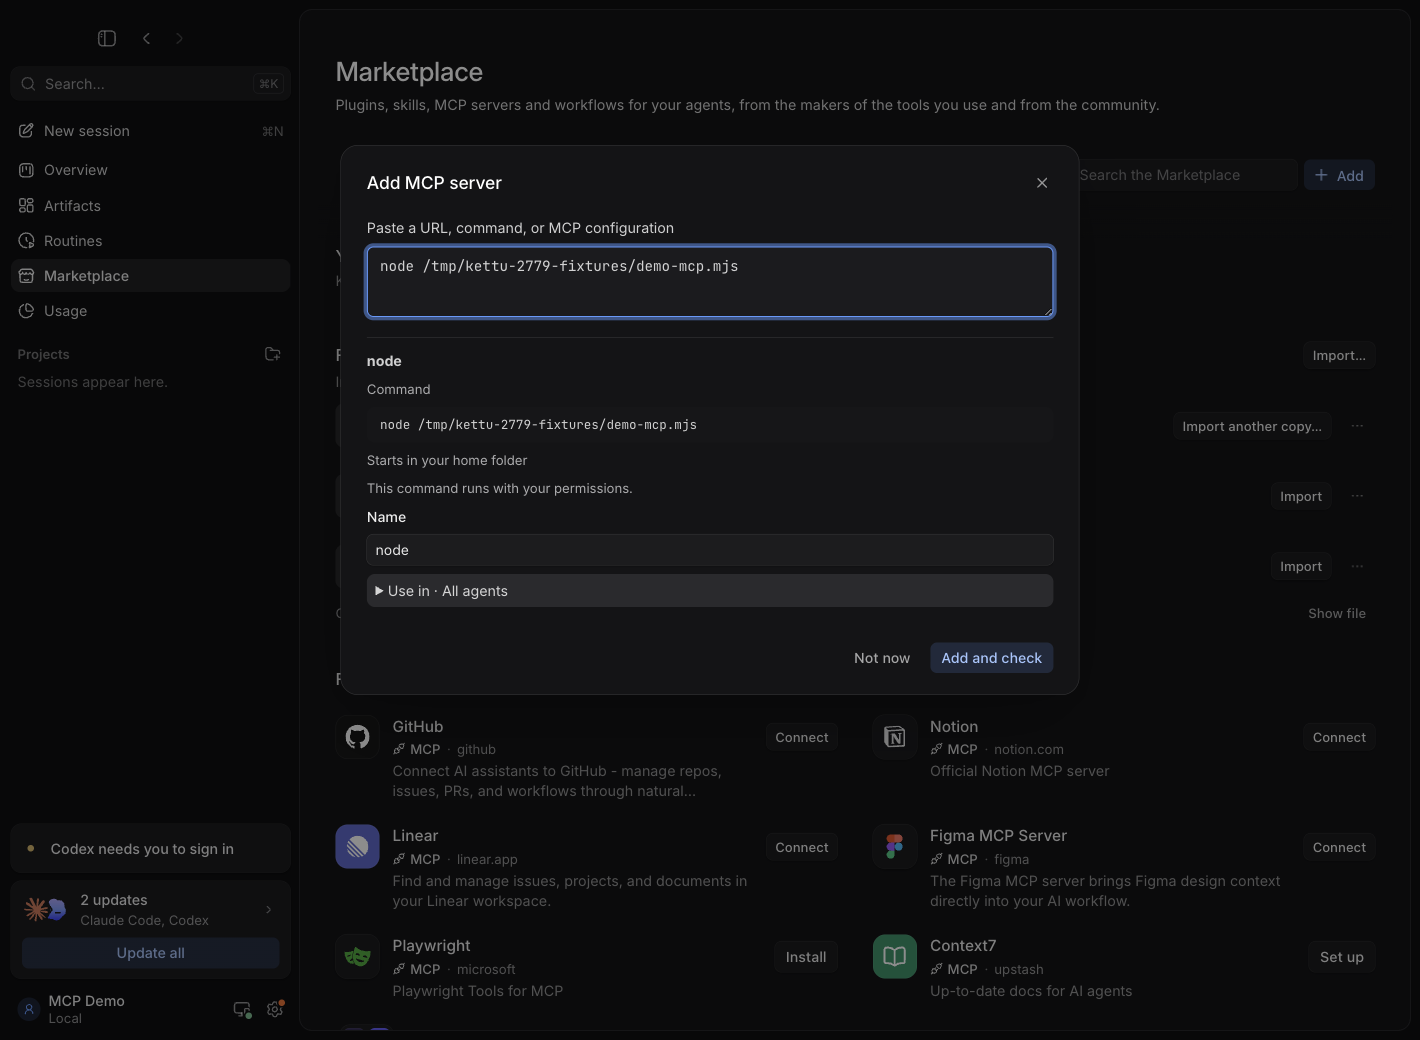 Search...
⌘K
New session
⌘N
Overview
Artifacts
Routines
Marketplace
Usage
Projects
Sessions appear here.
Codex needs you to sign in
2 updates
Claude Code, Codex
Update all
MCP Demo
Local
Marketplace
Plugins, skills, MCP servers and workflows for your agents, from the makers of the tools you use and from the community.
Search the Marketplace
Add
Add MCP server
Paste a URL, command, or MCP configuration
node /tmp/kettu-2779-fixtures/demo-mcp.mjs
node
Command
node /tmp/kettu-2779-fixtures/demo-mcp.mjs
Starts in your home folder
This command runs with your permissions.
Name
node
Use in · All agents
Not now
Add and check
Import...
Import another copy...
Import
Import
Show file
GitHub
MCP · github
Connect AI assistants to GitHub - manage repos,
issues, PRs, and workflows through natural...
Connect
Notion
MCP · notion.com
Official Notion MCP server
Connect
Linear
MCP · linear.app
Find and manage issues, projects, and documents in
your Linear workspace.
Connect
Figma MCP Server
MCP · figma
The Figma MCP server brings Figma design context
directly into your AI workflow.
Connect
Playwright
MCP · microsoft
Playwright Tools for MCP
Install
Context7
MCP · upstash
Up-to-date docs for AI agents
Set up